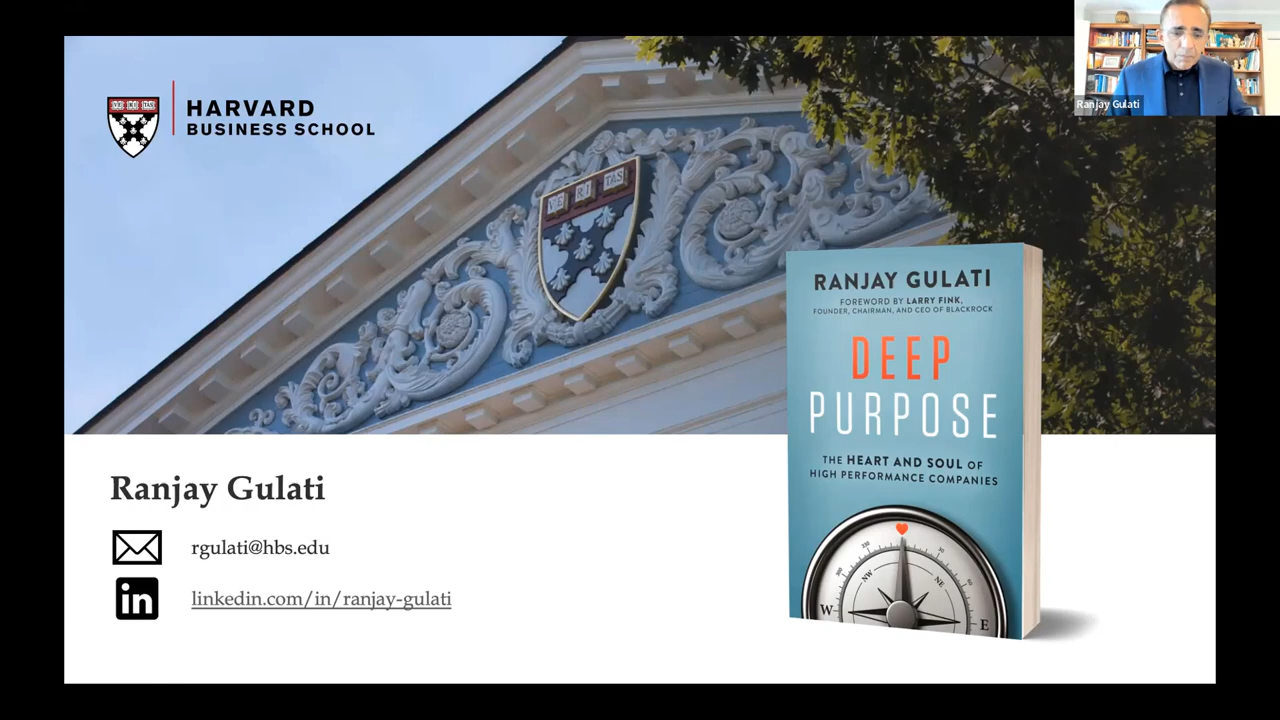 Ranjay Gulati
HARVARD
BUSINESS SCHOOL
VE RI TAS
RANJAY GULATI
FOREWORD BY LARRY FINK,
FOUNDER, CHAIRMAN, AND CEO OF BLACKROCK
DEEP
PURPOSE
THE HEART AND SOUL OF
HIGH PERFORMANCE COMPANIES
NW
NE
W
E
Ranjay Gulati
rgulati@hbs.edu
in
linkedin.com/in/ranjay-gulati